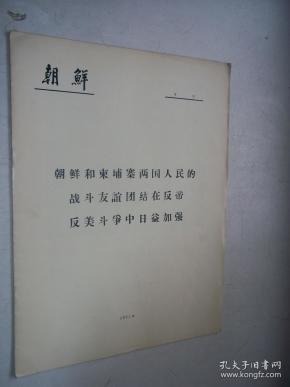 朝鲜
朝鲜和柬埔寨两国人民的
战斗友谊团结在反帝
反美斗争中日益加强
孔夫子旧书网